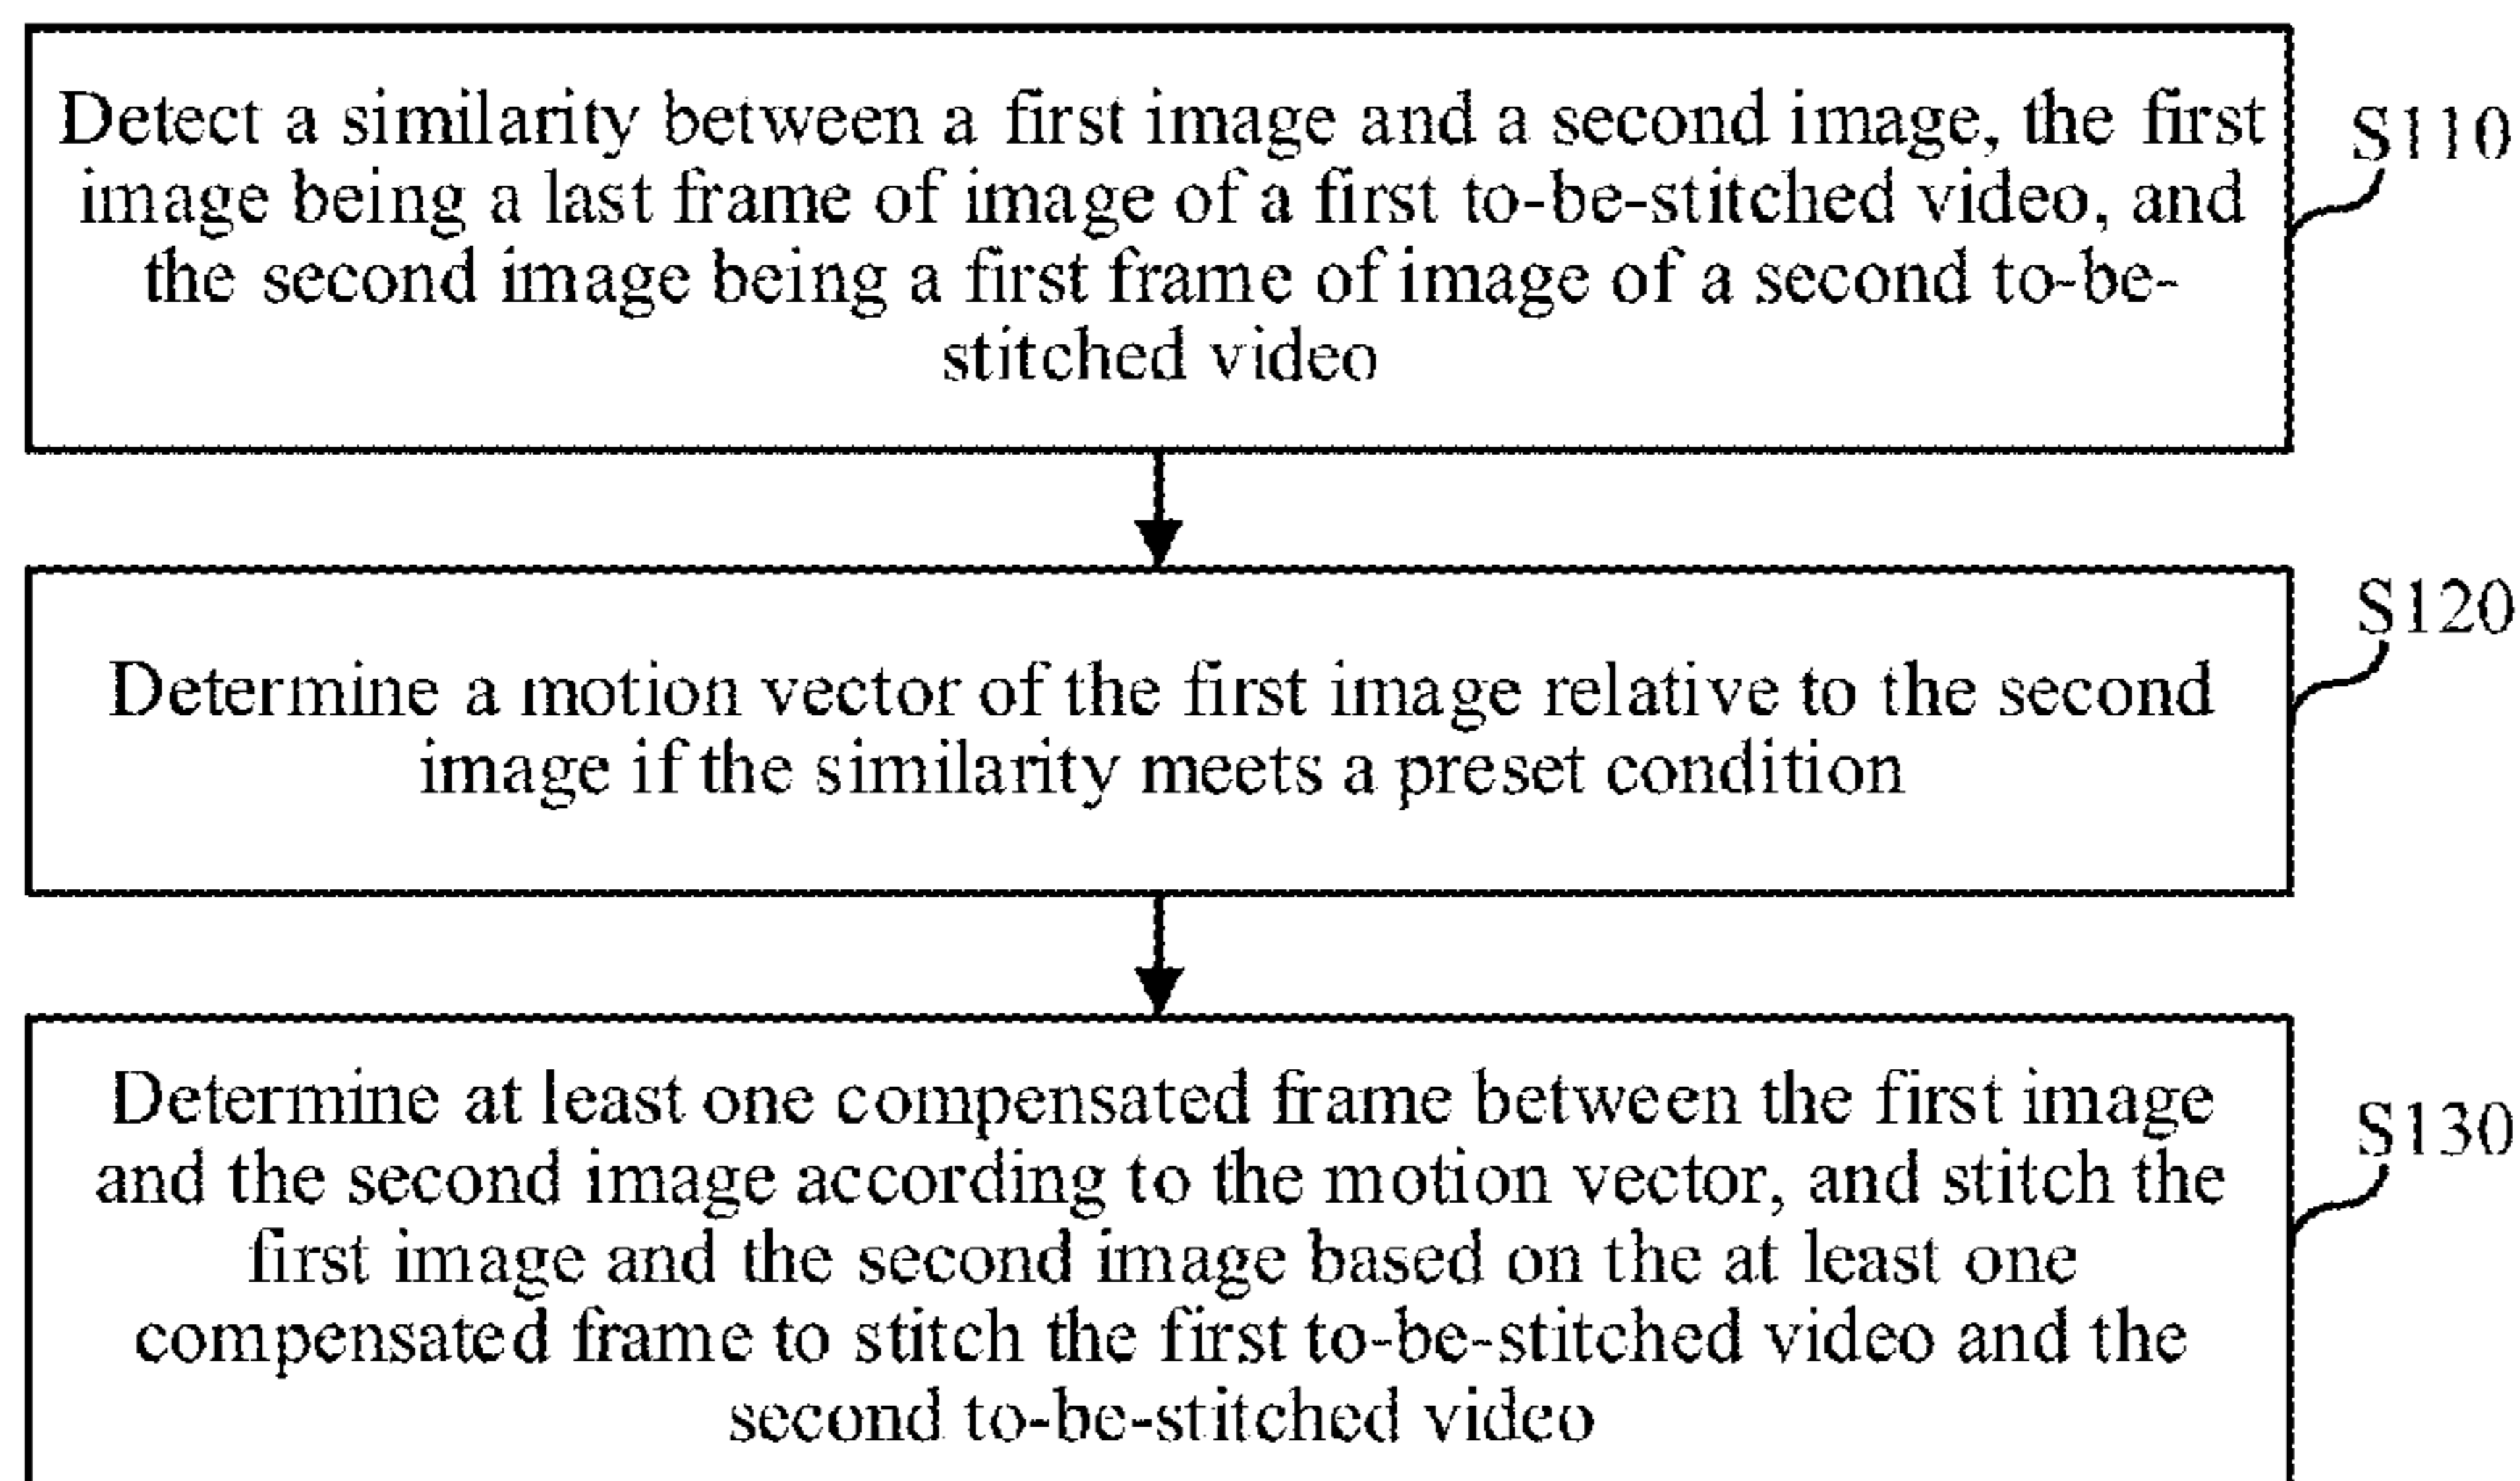 Detect a similarity between a first image and a second image, the first
image being a last frame of image of a first to-be-stitched video, and
the second image being a first frame of image of a second to-be-
stitched video
S110
Determine a motion vector of the first image relative to the second
image if the similarity meets a preset condition
S120
Determine at least one compensated frame between the first image
and the second image according to the motion vector, and stitch the
first image and the second image based on the at least one
compensated frame to stitch the first to-be-stitched video and the
second to-be-stitched video
S130